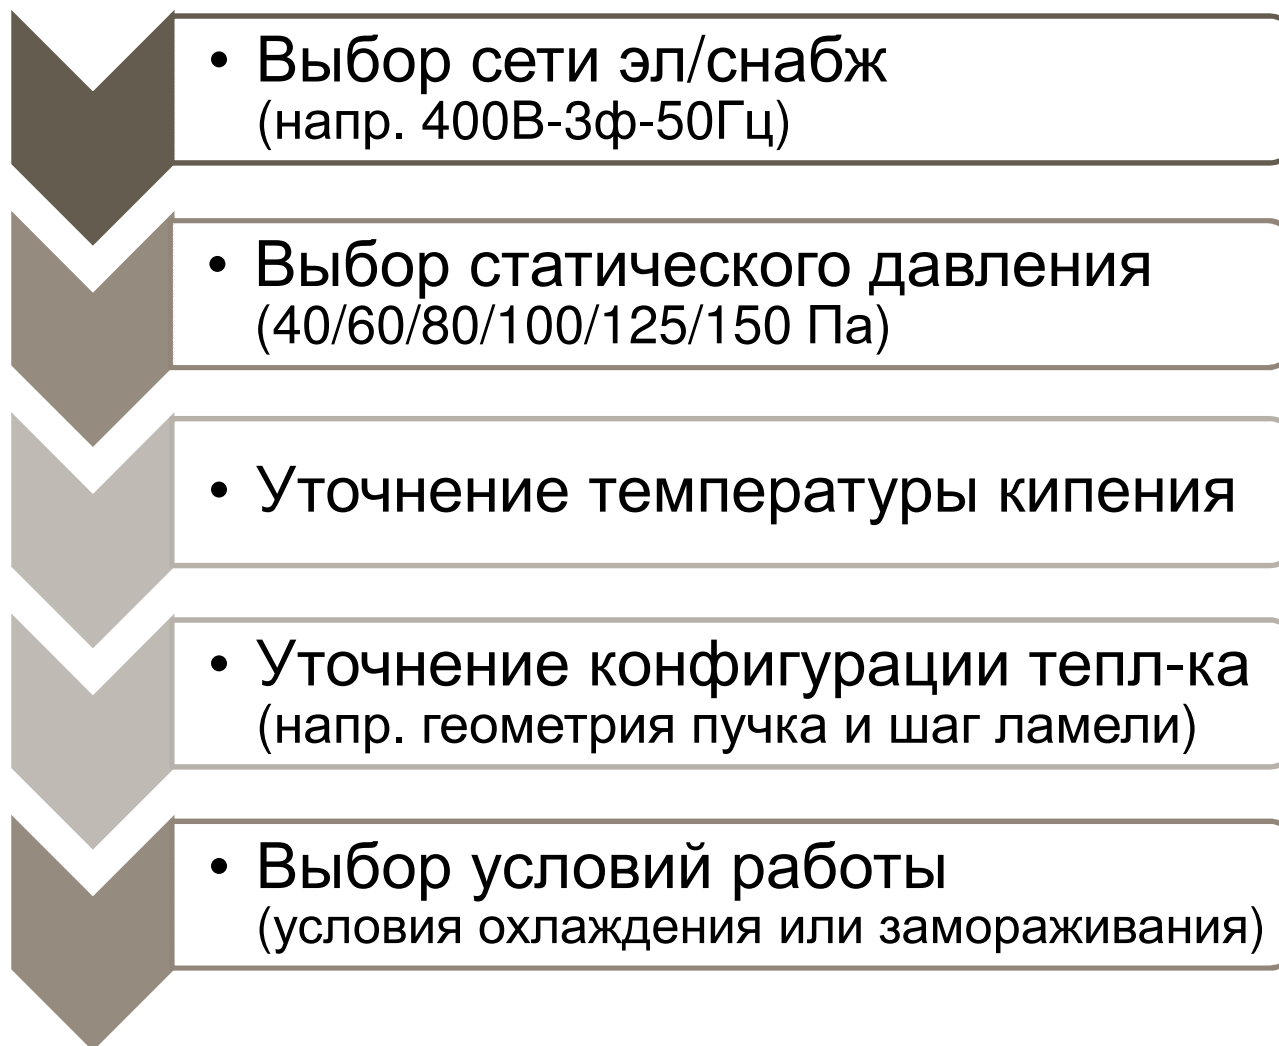 • Выбор сети эл/снабж
(напр. 400В-3ф-50Гц)
• Выбор статического давления
(40/60/80/100/125/150 Па)
• Уточнение температуры кипения
• Уточнение конфигурации тепл-ка
(напр. геометрия пучка и шаг ламели)
• Выбор условий работы
(условия охлаждения или замораживания)